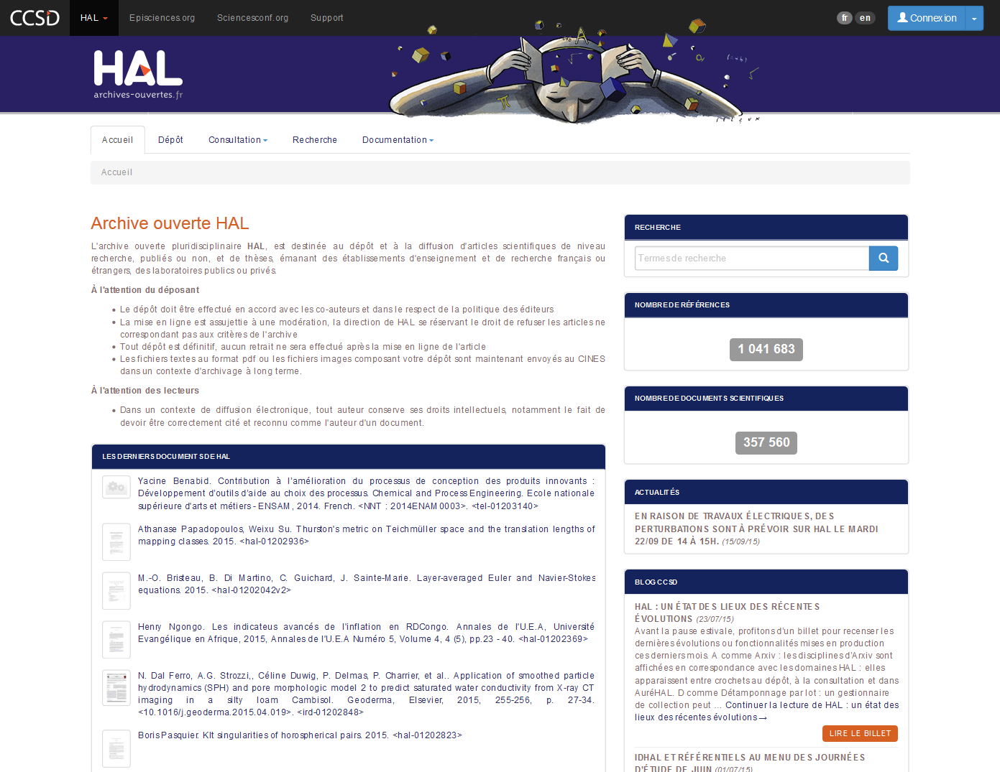 CCSD HAL Episciences.org Sciencesconf.org Support fr en Connexion
HAL
archives-ouvertes.fr
Accueil Dépôt Consultation Recherche Documentation
Accueil
Archive ouverte HAL
L'archive ouverte pluridisciplinaire HAL, est destinée au dépôt et à la diffusion d'articles scientifiques de niveau
recherche, publiés ou non, et de thèses, émanant des établissements d'enseignement et de recherche français ou
étrangers, des laboratoires publics ou privés.
À l'attention du déposant
Le dépôt doit être effectué en accord avec les co-auteurs et dans le respect de la politique des éditeurs
La mise en ligne est assujettie à une modération, la direction de HAL se réservant le droit de refuser les articles ne
correspondant pas aux critères de l'archive
Tout dépôt est définitif, aucun retrait ne sera effectué après la mise en ligne de l'article
Les fichiers textes au format pdf ou les fichiers images composant votre dépôt sont maintenant envoyés au CINES
dans un contexte d'archivage à long terme.
À l'attention des lecteurs
Dans un contexte de diffusion électronique, tout auteur conserve ses droits intellectuels, notamment le fait de
devoir être correctement cité et reconnu comme l'auteur d'un document.
LES DERNIERS DOCUMENTS DE HAL
Yacine Benabid. Contribution à l'amélioration du processus de conception des produits innovants :
Développement d'outils d'aide au choix des processus. Chemical and Process Engineering. Ecole nationale
supérieure d'arts et métiers - ENSAM, 2014. French. <NNT : 2014ENAM0003>. <tel-01203140>
Athanase Papadopoulos, Weixu Su. Thurston's metric on Teichmüller space and the translation lengths of
mapping classes. 2015. <hal-01202936>
M.-O. Bristeau, B. Di Martino, C. Guichard, J. Sainte-Marie. Layer-averaged Euler and Navier-Stokes
equations. 2015. <hal-01202042v2>
Henry Ngongo. Les indicateus avancés de l'inflation en RDCongo. Annales de l'U.E.A, Université
Evangélique en Afrique, 2015, Annales de l'U.E.A Numéro 5, Volume 4, 4 (5), pp.23 - 40. <hal-01202369>
N. Dal Ferro, A.G. Strozzi,, Céline Duwig, P. Delmas, P. Charrier, et al.. Application of smoothed particle
hydrodynamics (SPH) and pore morphologic model 2 to predict saturated water conductivity from X-ray CT
imaging in a silty loam Cambisol. Geoderma, Elsevier, 2015, 255-256, p. 27-34.
<10.1016/j.geoderma.2015.04.019>. <ird-01202848>
Boris Pasquier. Klt singularities of horospherical pairs. 2015. <hal-01202823>
RECHERCHE
Termes de recherche
NOMBRE DE RÉFÉRENCES
1 041 683
NOMBRE DE DOCUMENTS SCIENTIFIQUES
357 560
ACTUALITÉS
EN RAISON DE TRAVAUX ÉLECTRIQUES, DES
PERTURBATIONS SONT À PRÉVOIR SUR HAL LE MARDI
22/09 DE 14 À 15H. (15/09/15)
BLOG CCSD
HAL : UN ÉTAT DES LIEUX DES RÉCENTES
ÉVOLUTIONS (23/07/15)
Avant la pause estivale, profitons d'un billet pour recenser les
dernières évolutions ou fonctionnalités mises en production
ces derniers mois. A comme Arxiv : les disciplines d'Arxiv sont
affichées en correspondance avec les domaines HAL : elles
apparaissent entre crochets au dépôt, à la consultation et dans
AuréHAL. D comme Détamponnage par lot : un gestionnaire
de collection peut ... Continuer la lecture de HAL : un état des
lieux des récentes évolutions →
LIRE LE BILLET
IDHAL ET RÉFÉRENTIELS AU MENU DES JOURNÉES
D'ÉTUDE DE JUIN (01/07/15)